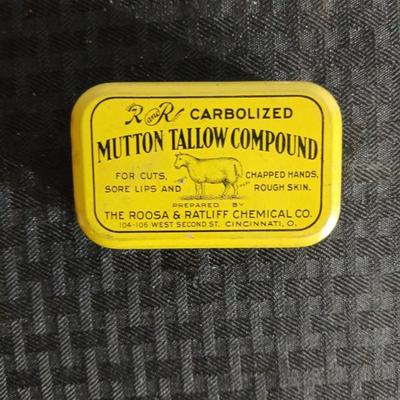 R and R CARBOLIZED
MUTTON TALLOW COMPOUND
FOR CUTS, CHAPPED HANDS,
SORE LIPS AND ROUGH SKIN.
PREPARED BY
THE ROOSA & RATLIFF CHEMICAL CO.
104-106 WEST SECOND ST. CINCINNATI, O.